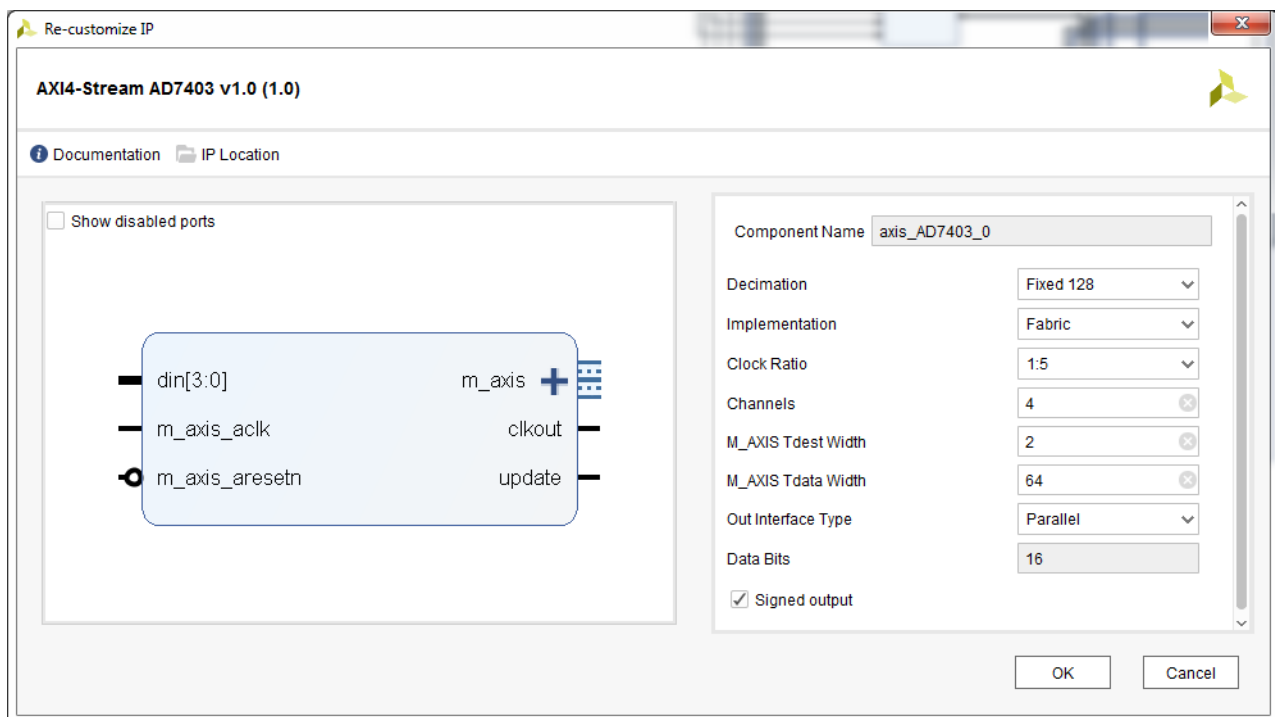 Re-customize IP
AXI4-Stream AD7403 v1.0 (1.0)
Documentation IP Location
Show disabled ports
din[3:0]
m_axis_aclk
m_axis_aresetn
m_axis
clkout
update
Component Name axis_AD7403_0
Decimation Fixed 128
Implementation Fabric
Clock Ratio 1:5
Channels 4
M_AXIS Tdest Width 2
M_AXIS Tdata Width 64
Out Interface Type Parallel
Data Bits 16
Signed output
OK Cancel